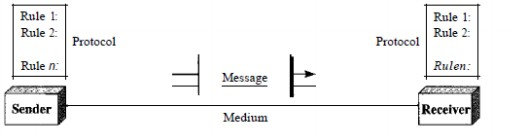 Rule 1:
Rule 2:
Rule n:
Protocol
Message
Protocol
Rule 1:
Rule 2:
Rulen:
Sender
Medium
Receiver